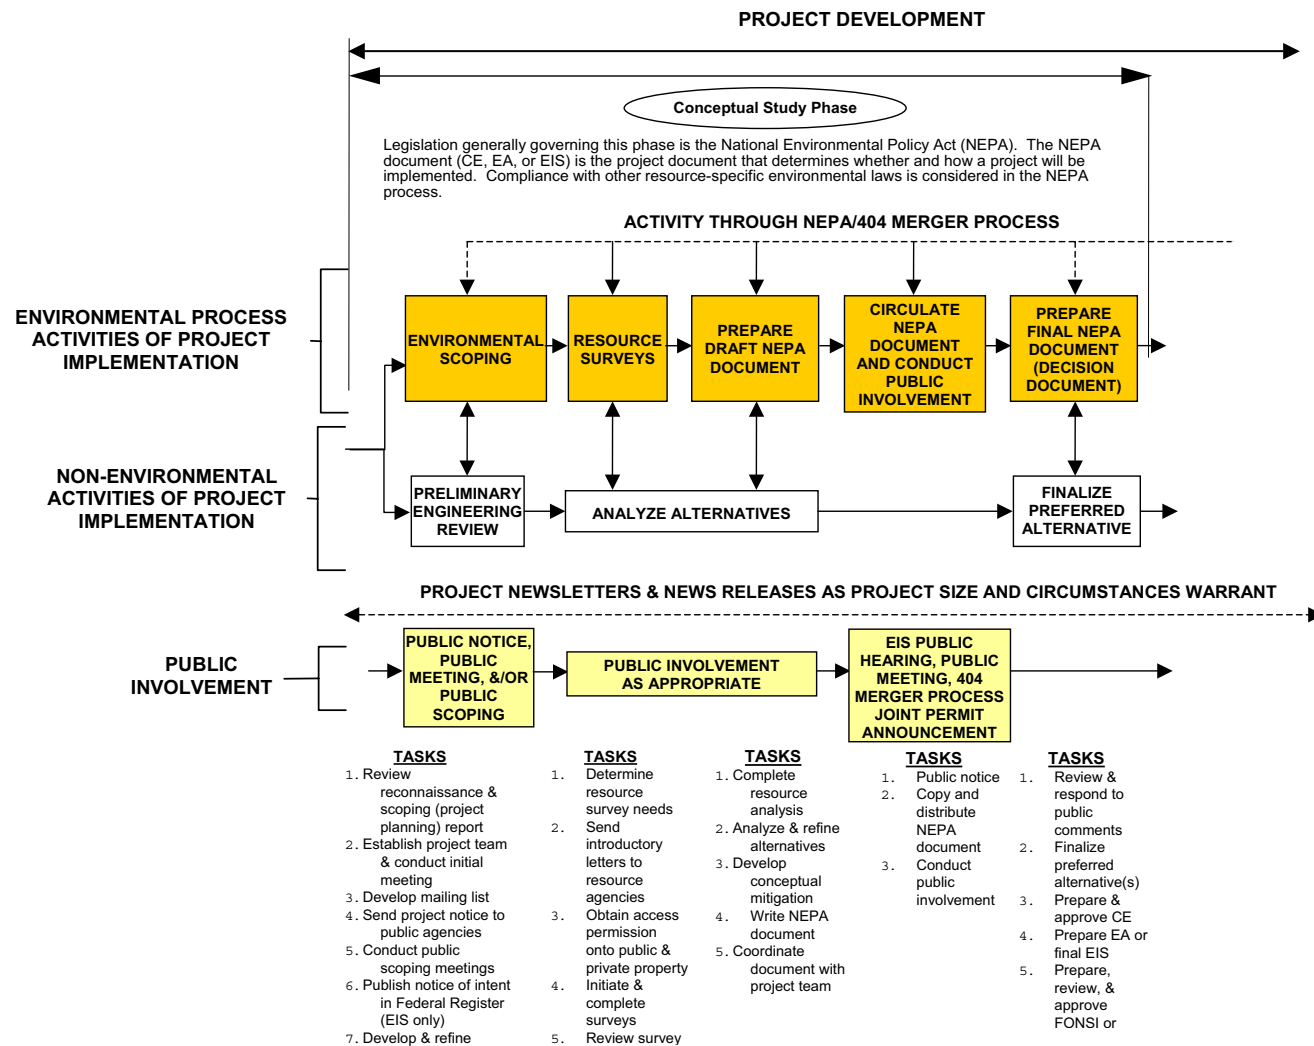 PROJECT DEVELOPMENT
Conceptual Study Phase
Legislation generally governing this phase is the National Environmental Policy Act (NEPA). The NEPA
document (CE, EA, or EIS) is the project document that determines whether and how a project will be
implemented. Compliance with other resource-specific environmental laws is considered in the NEPA
process.
ACTIVITY THROUGH NEPA/404 MERGER PROCESS
ENVIRONMENTAL PROCESS
ACTIVITIES OF PROJECT
IMPLEMENTATION
ENVIRONMENTAL
SCOPING
RESOURCE
SURVEYS
PREPARE
DRAFT NEPA
DOCUMENT
CIRCULATE
NEPA
DOCUMENT
AND CONDUCT
PUBLIC
INVOLVEMENT
PREPARE
FINAL NEPA
DOCUMENT
(DECISION
DOCUMENT)
NON-ENVIRONMENTAL
ACTIVITIES OF PROJECT
IMPLEMENTATION
PRELIMINARY
ENGINEERING
REVIEW
ANALYZE ALTERNATIVES
FINALIZE
PREFERRED
ALTERNATIVE
PROJECT NEWSLETTERS & NEWS RELEASES AS PROJECT SIZE AND CIRCUMSTANCES WARRANT
PUBLIC
INVOLVEMENT
PUBLIC NOTICE,
PUBLIC
MEETING, &/OR
PUBLIC
SCOPING
PUBLIC INVOLVEMENT
AS APPROPRIATE
EIS PUBLIC
HEARING, PUBLIC
MEETING, 404
MERGER PROCESS
JOINT PERMIT
ANNOUNCEMENT
TASKS
1. Review
reconnaissance &
scoping (project
planning) report
2. Establish project team
& conduct initial
meeting
3. Develop mailing list
4. Send project notice to
public agencies
5. Conduct public
scoping meetings
6. Publish notice of intent
in Federal Register
(EIS only)
7. Develop & refine
TASKS
1. Determine
resource
survey needs
2. Send
introductory
letters to
resource
agencies
3. Obtain access
permission
onto public &
private property
4. Initiate &
complete
surveys
5. Review survey
TASKS
1. Complete
resource
analysis
2. Analyze & refine
alternatives
3. Develop
conceptual
mitigation
4. Write NEPA
document
5. Coordinate
document with
project team
TASKS
1. Public notice
2. Copy and
distribute
NEPA
document
3. Conduct
public
involvement
TASKS
1. Review &
respond to
public
comments
2. Finalize
preferred
alternative(s)
3. Prepare &
approve CE
4. Prepare EA or
final EIS
5. Prepare,
review, &
approve
FONSI or